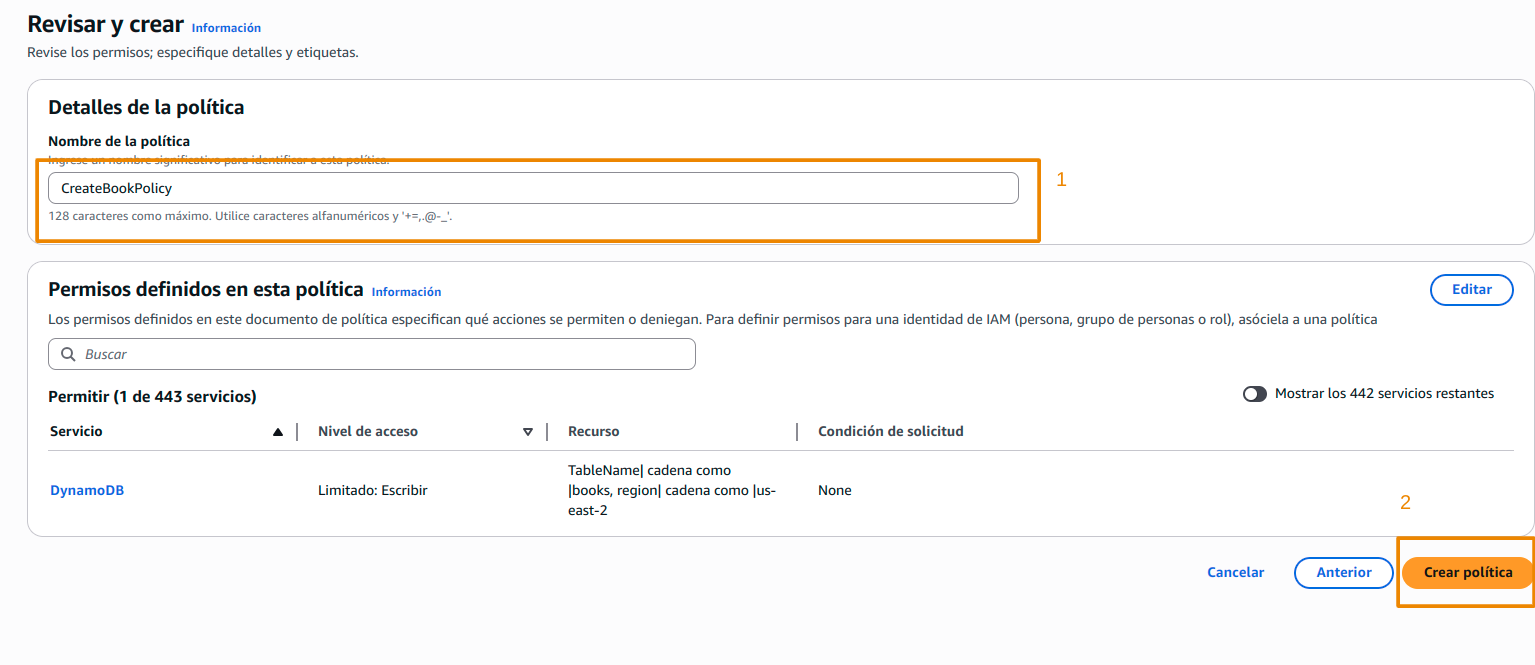 Revisar y crear Información
Revise los permisos; especifique detalles y etiquetas.
Detalles de la política
Nombre de la política
Ingrese un nombre significativo para identificar a esta política.
CreateBookPolicy
1
128 caracteres como máximo. Utilice caracteres alfanuméricos y '+=,.@-_'.
Permisos definidos en esta política Información
Editar
Los permisos definidos en este documento de política especifican qué acciones se permiten o deniegan. Para definir permisos para una identidad de IAM (persona, grupo de personas o rol), asóciela a una política
Buscar
Permitir (1 de 443 servicios)
Mostrar los 442 servicios restantes
Servicio Nivel de acceso Recurso Condición de solicitud
DynamoDB Limitado: Escribir TableName| cadena como
|books, region| cadena como |us-
east-2
None
2
Cancelar Anterior Crear política